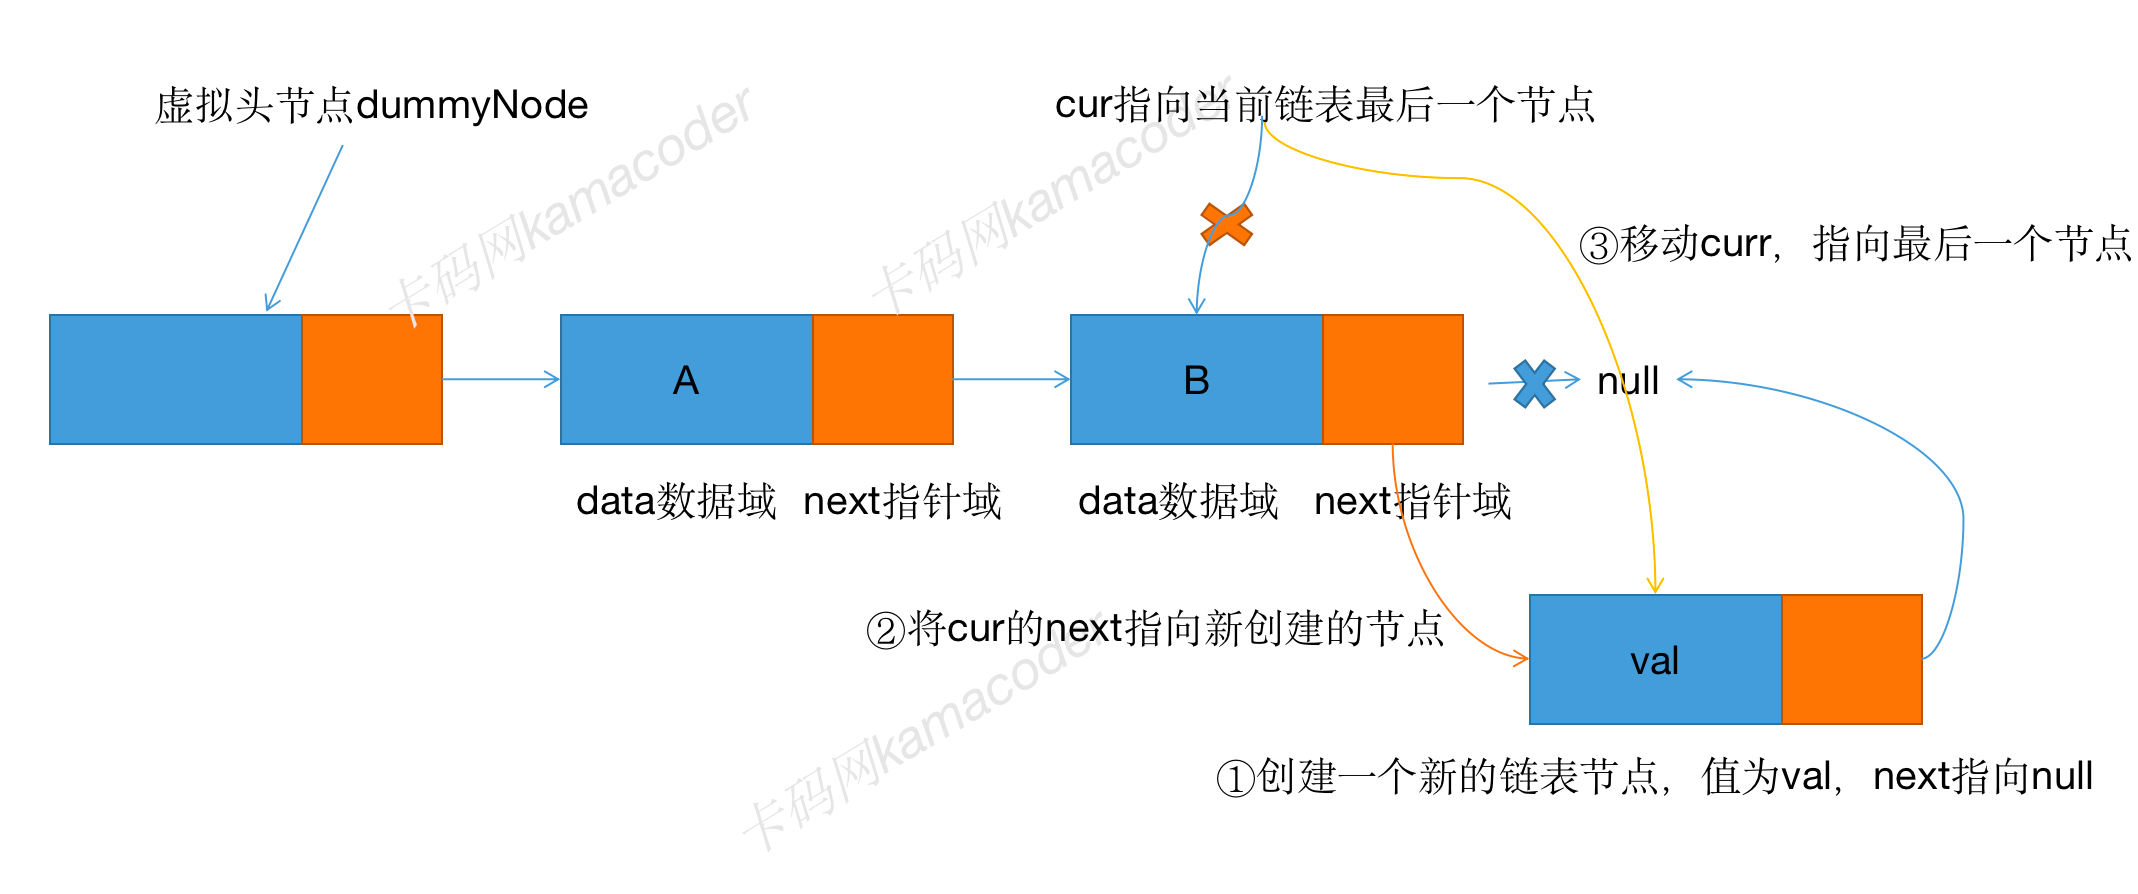 虚拟头节点dummyNode
cur指向当前链表最后一个节点
③移动curr，指向最后一个节点
A
B
null
data数据域
next指针域
data数据域
next指针域
②将cur的next指向新创建的节点
val
①创建一个新的链表节点，值为val，next指向null
卡码网kamacoder
卡码网kamacoder
卡码网kamacoder